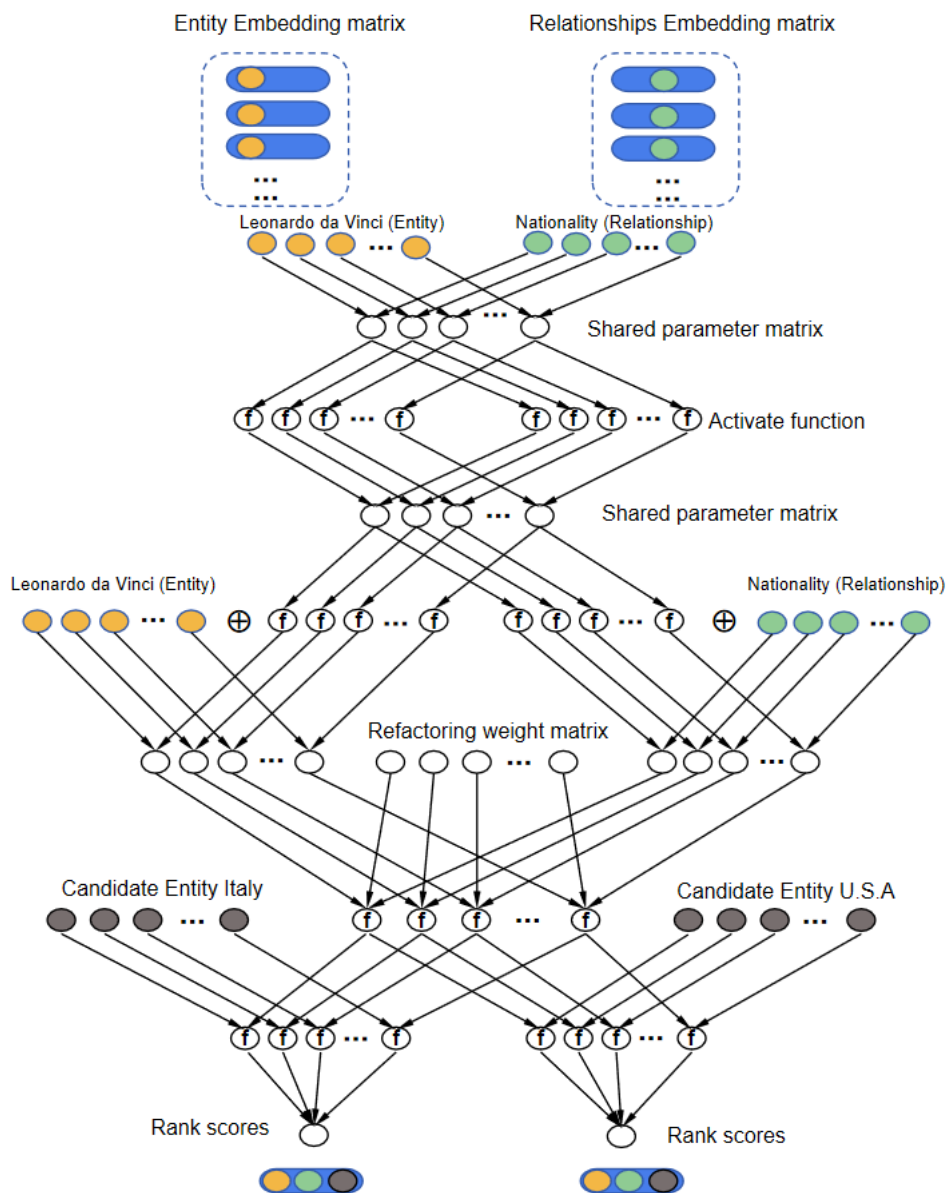 Entity Embedding matrix
Relationships Embedding matrix
...
...
...
...
Leonardo da Vinci (Entity)
Nationality (Relationship)
...
...
...
Shared parameter matrix
f f f ... f
f f f ... f
Activate function
...
Shared parameter matrix
Leonardo da Vinci (Entity)
Nationality (Relationship)
... ⊕ f f f ... f
f f f ... f ⊕ ...
Refactoring weight matrix
...
...
...
Candidate Entity Italy
Candidate Entity U.S.A
...
f f f ... f
...
f f f ... f
f f f ... f
Rank scores
Rank scores